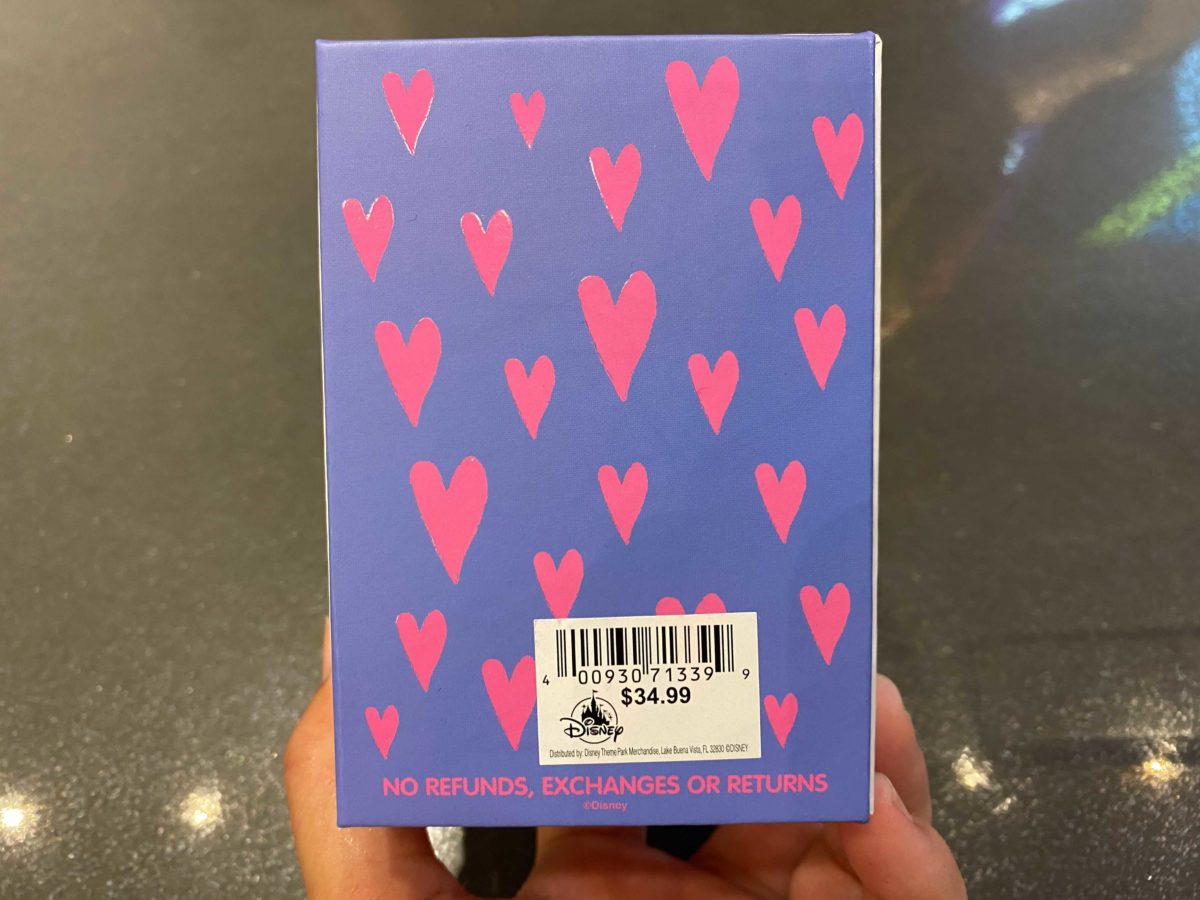 4 00930 71339 9
$34.99
Disney
Distributed by: Disney Theme Park Merchandise, Lake Buena Vista, FL 32830 ©DISNEY
NO REFUNDS, EXCHANGES OR RETURNS
©Disney